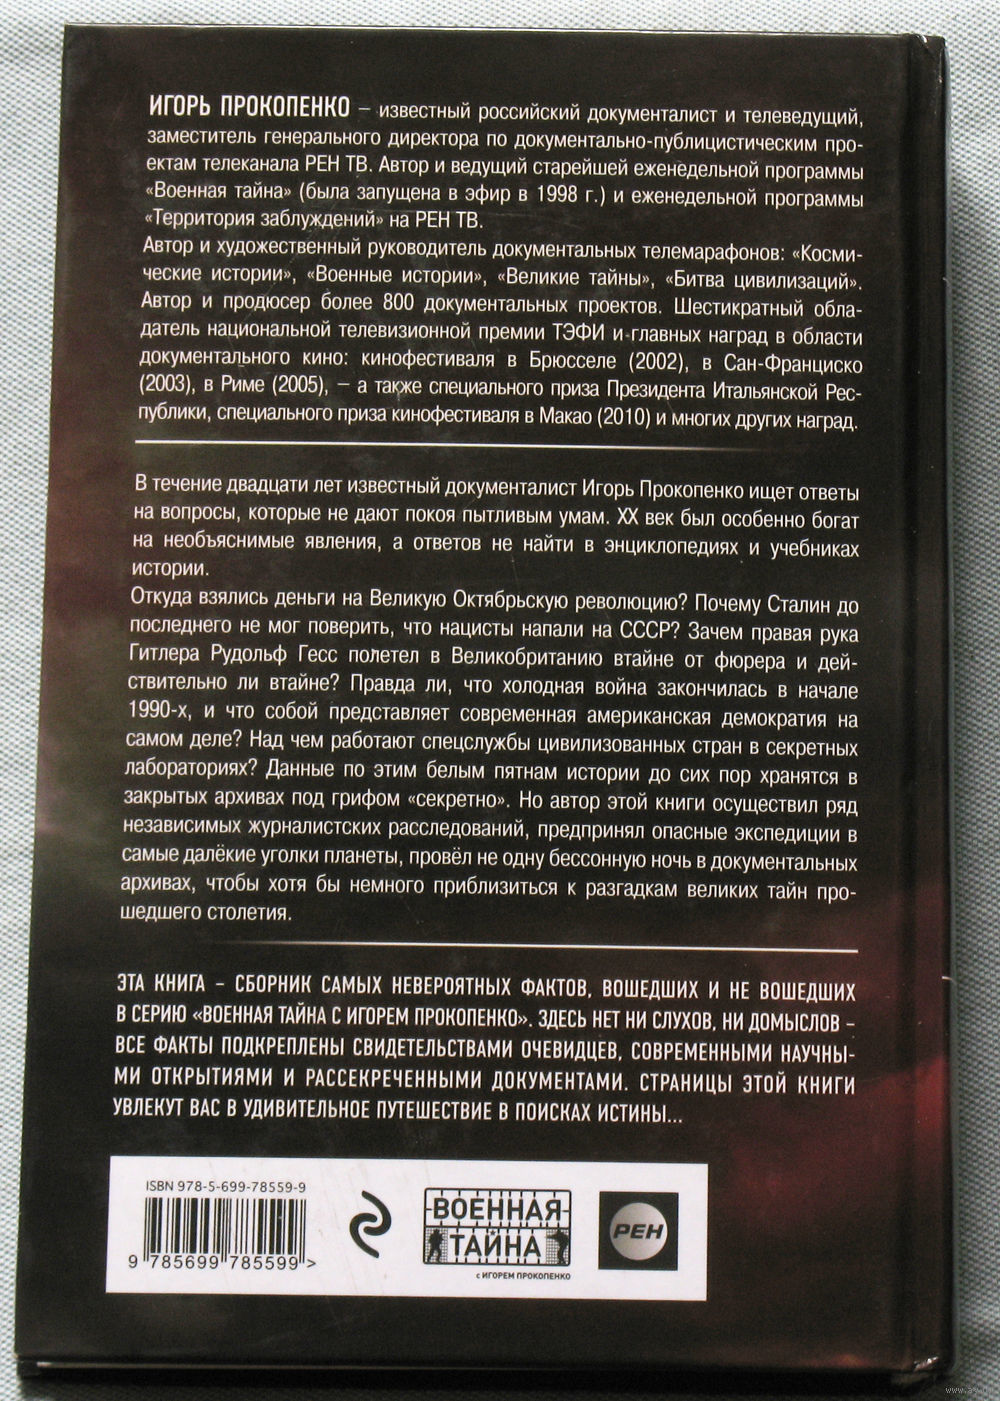 ИГОРЬ ПРОКОПЕНКО – известный российский документалист и телеведущий,
заместитель генерального директора по документально-публицистическим про-
ектам телеканала РЕН ТВ. Автор и ведущий старейшей еженедельной программы
«Военная тайна» (была запущена в эфир в 1998 г.) и еженедельной программы
«Территория заблуждений» на РЕН ТВ.
Автор и художественный руководитель документальных телемарафонов: «Косми-
ческие истории», «Военные истории», «Великие тайны», «Битва цивилизаций».
Автор и продюсер более 800 документальных проектов. Шестикратный обла-
датель национальной телевизионной премии ТЭФИ и главных наград в области
документального кино: кинофестиваля в Брюсселе (2002), в Сан-Франциско
(2003), в Риме (2005), – а также специального приза Президента Итальянской Рес-
публики, специального приза кинофестиваля в Макао (2010) и многих других наград.
В течение двадцати лет известный документалист Игорь Прокопенко ищет ответы
на вопросы, которые не дают покоя пытливым умам. XX век был особенно богат
на необъяснимые явления, а ответов не найти в энциклопедиях и учебниках
истории.
Откуда взялись деньги на Великую Октябрьскую революцию? Почему Сталин до
последнего не мог поверить, что нацисты напали на СССР? Зачем правая рука
Гитлера Рудольф Гесс полетел в Великобританию втайне от фюрера и дей-
ствительно ли втайне? Правда ли, что холодная война закончилась в начале
1990-х, и что собой представляет современная американская демократия на
самом деле? Над чем работают спецслужбы цивилизованных стран в секретных
лабораториях? Данные по этим белым пятнам истории до сих пор хранятся в
закрытых архивах под грифом «секретно». Но автор этой книги осуществил ряд
независимых журналистских расследований, предпринял опасные экспедиции в
самые далёкие уголки планеты, провёл не одну бессонную ночь в документальных
архивах, чтобы хотя бы немного приблизиться к разгадкам великих тайн про-
шедшего столетия.
ЭТА КНИГА – СБОРНИК САМЫХ НЕВЕРОЯТНЫХ ФАКТОВ, ВОШЕДШИХ И НЕ ВОШЕДШИХ
В СЕРИЮ «ВОЕННАЯ ТАЙНА С ИГОРЕМ ПРОКОПЕНКО». ЗДЕСЬ НЕТ НИ СЛУХОВ, НИ ДОМЫСЛОВ –
ВСЕ ФАКТЫ ПОДКРЕПЛЕНЫ СВИДЕТЕЛЬСТВАМИ ОЧЕВИДЦЕВ, СОВРЕМЕННЫМИ НАУЧНЫ-
МИ ОТКРЫТИЯМИ И РАССЕКРЕЧЕННЫМИ ДОКУМЕНТАМИ. СТРАНИЦЫ ЭТОЙ КНИГИ
УВЛЕКУТ ВАС В УДИВИТЕЛЬНОЕ ПУТЕШЕСТВИЕ В ПОИСКАХ ИСТИНЫ...
ISBN 978-5-699-78559-9
9 785699 785599 >
ВОЕННАЯ
ТАЙНА
с ИГОРЕМ ПРОКОПЕНКО
РЕН